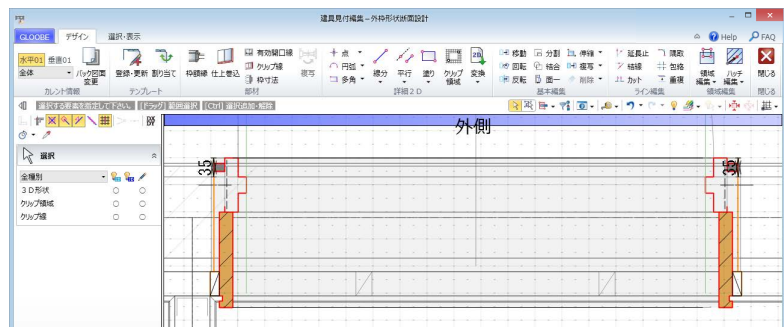 建具見付編集 – 外枠形状断面設計
GLOOBE デザイン 選択・表示 Help FAQ
水平01 垂直01
全体
バック図面変更
登録・更新 割り当て
枠額縁 仕上巻込
有効開口線
クリップ線
枠寸法
複写
点
円弧
多角
線分 平行 塗り クリップ領域 変換
移動 分割 伸縮
回転 結合 複写
反転 面一 削除
延長止 隅取
結線 包絡
カット 重複
領域編集 ハッチ編集
閉じる
カレント情報 テンプレート 部材 詳細2D 基本編集 ライン編集 領域編集 閉じる
選択する要素を指定して下さい。 [ドラッグ] 範囲選択 [Ctrl] 選択追加・解除
外側
選択
35 35
全種別
3D形状
クリップ領域
クリップ線